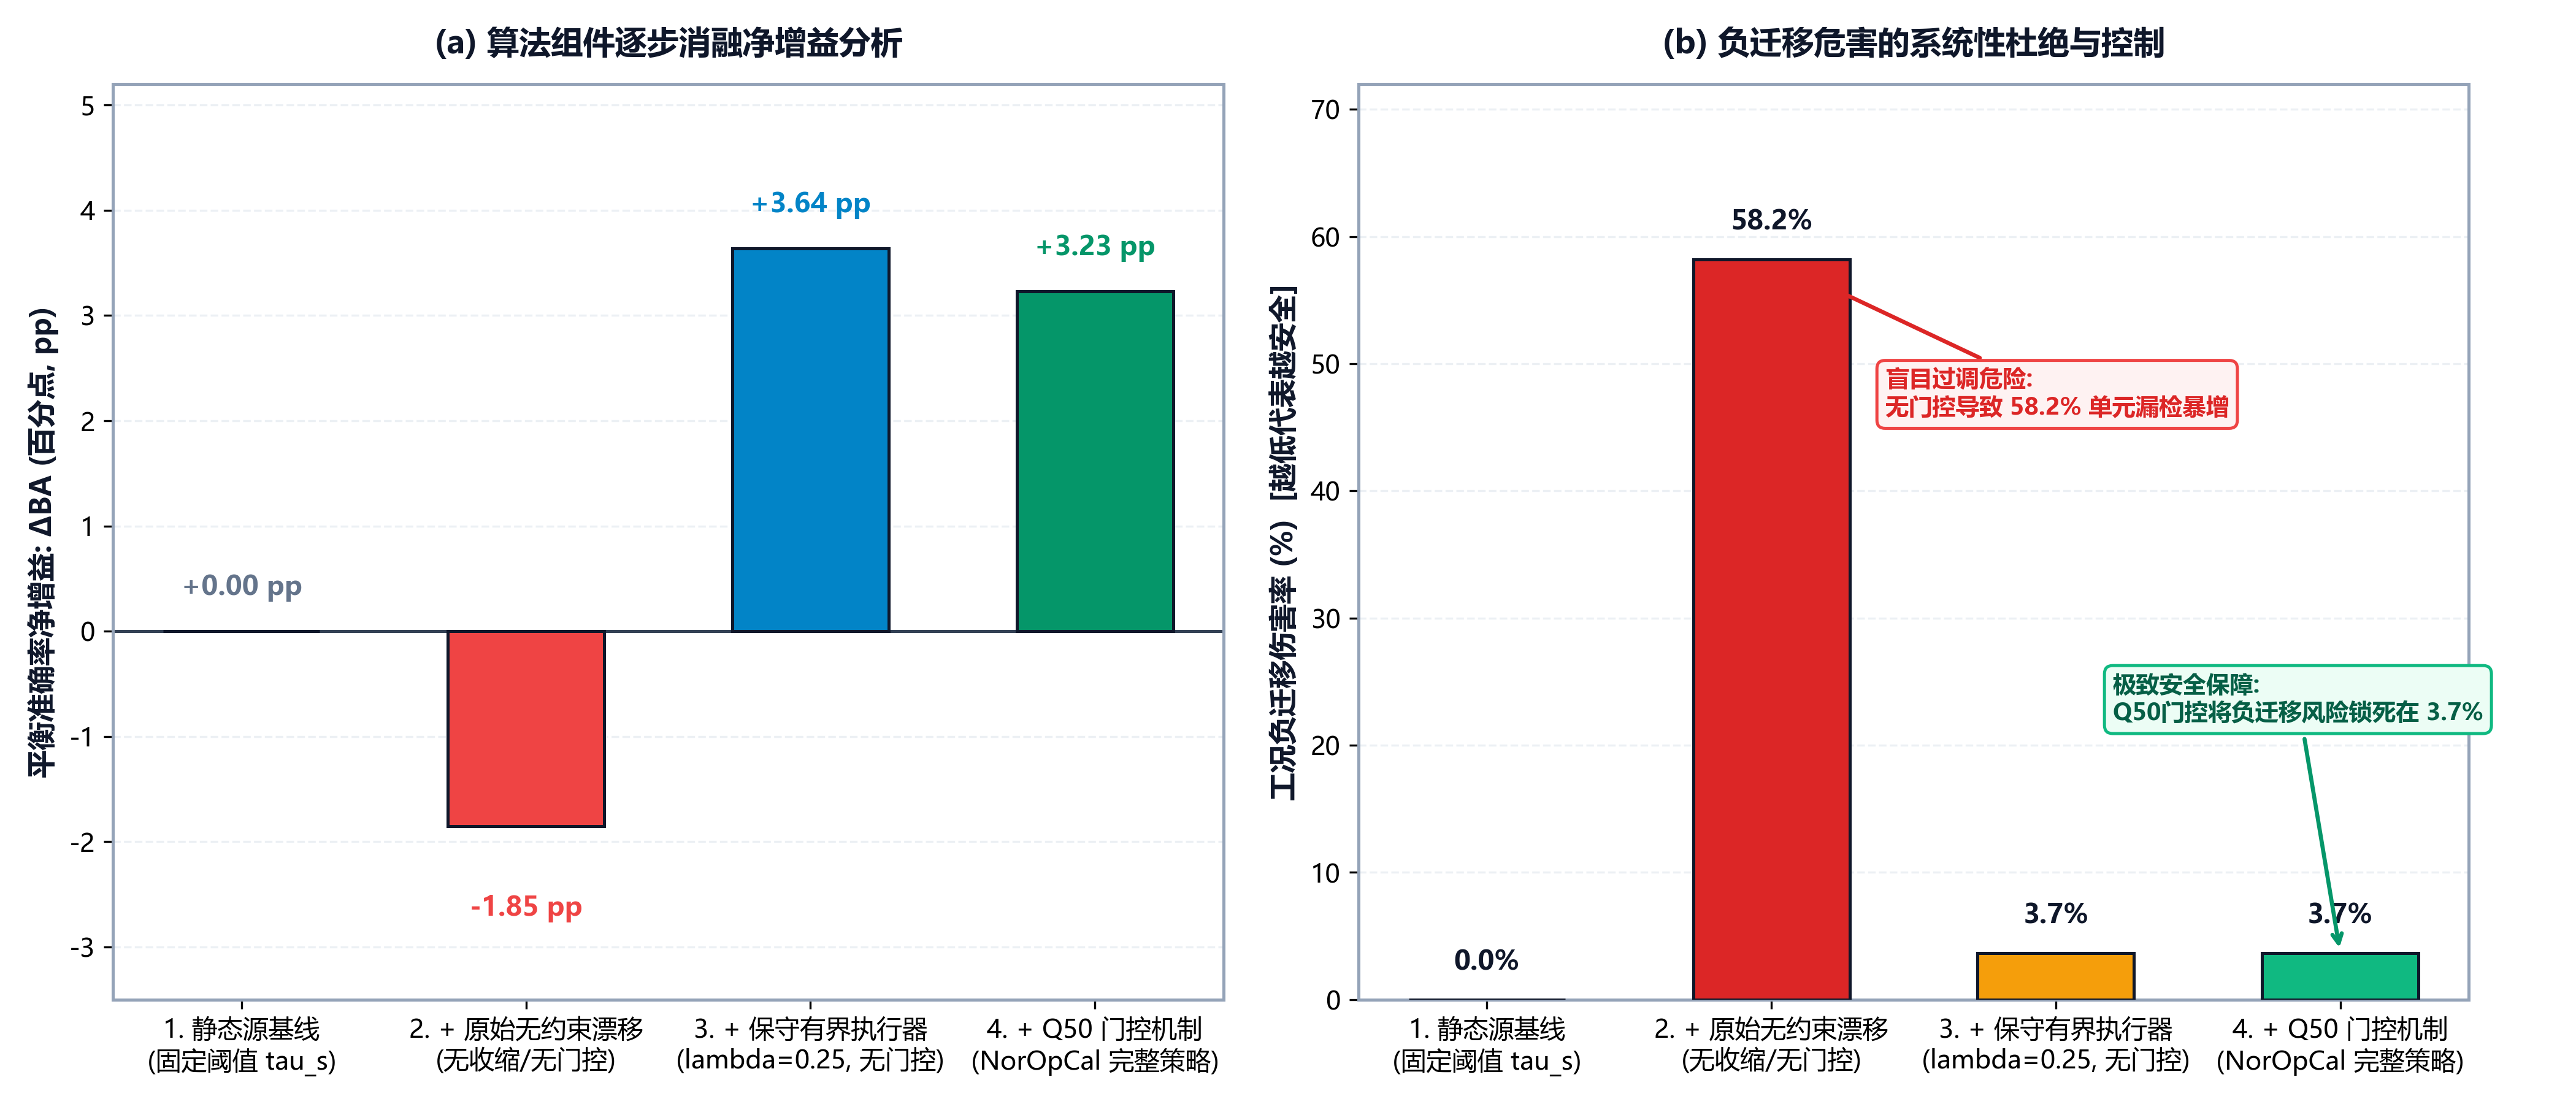 (a) 算法组件逐步消融净增益分析
平衡准确率净增益: ΔBA (百分点, pp)
5
4
3
2
1
0
-1
-2
-3
+0.00 pp
-1.85 pp
+3.64 pp
+3.23 pp
1. 静态源基线
(固定阈值 tau_s)
2. + 原始无约束漂移
(无收缩/无门控)
3. + 保守有界执行器
(lambda=0.25, 无门控)
4. + Q50 门控机制
(NorOpCal 完整策略)
(b) 负迁移危害的系统性杜绝与控制
工况负迁移伤害率 (%) [越低代表越安全]
70
60
50
40
30
20
10
0
0.0%
58.2%
3.7%
3.7%
盲目过调危险:
无门控导致 58.2% 单元漏检暴增
极致安全保障:
Q50门控将负迁移风险锁死在 3.7%
1. 静态源基线
(固定阈值 tau_s)
2. + 原始无约束漂移
(无收缩/无门控)
3. + 保守有界执行器
(lambda=0.25, 无门控)
4. + Q50 门控机制
(NorOpCal 完整策略)